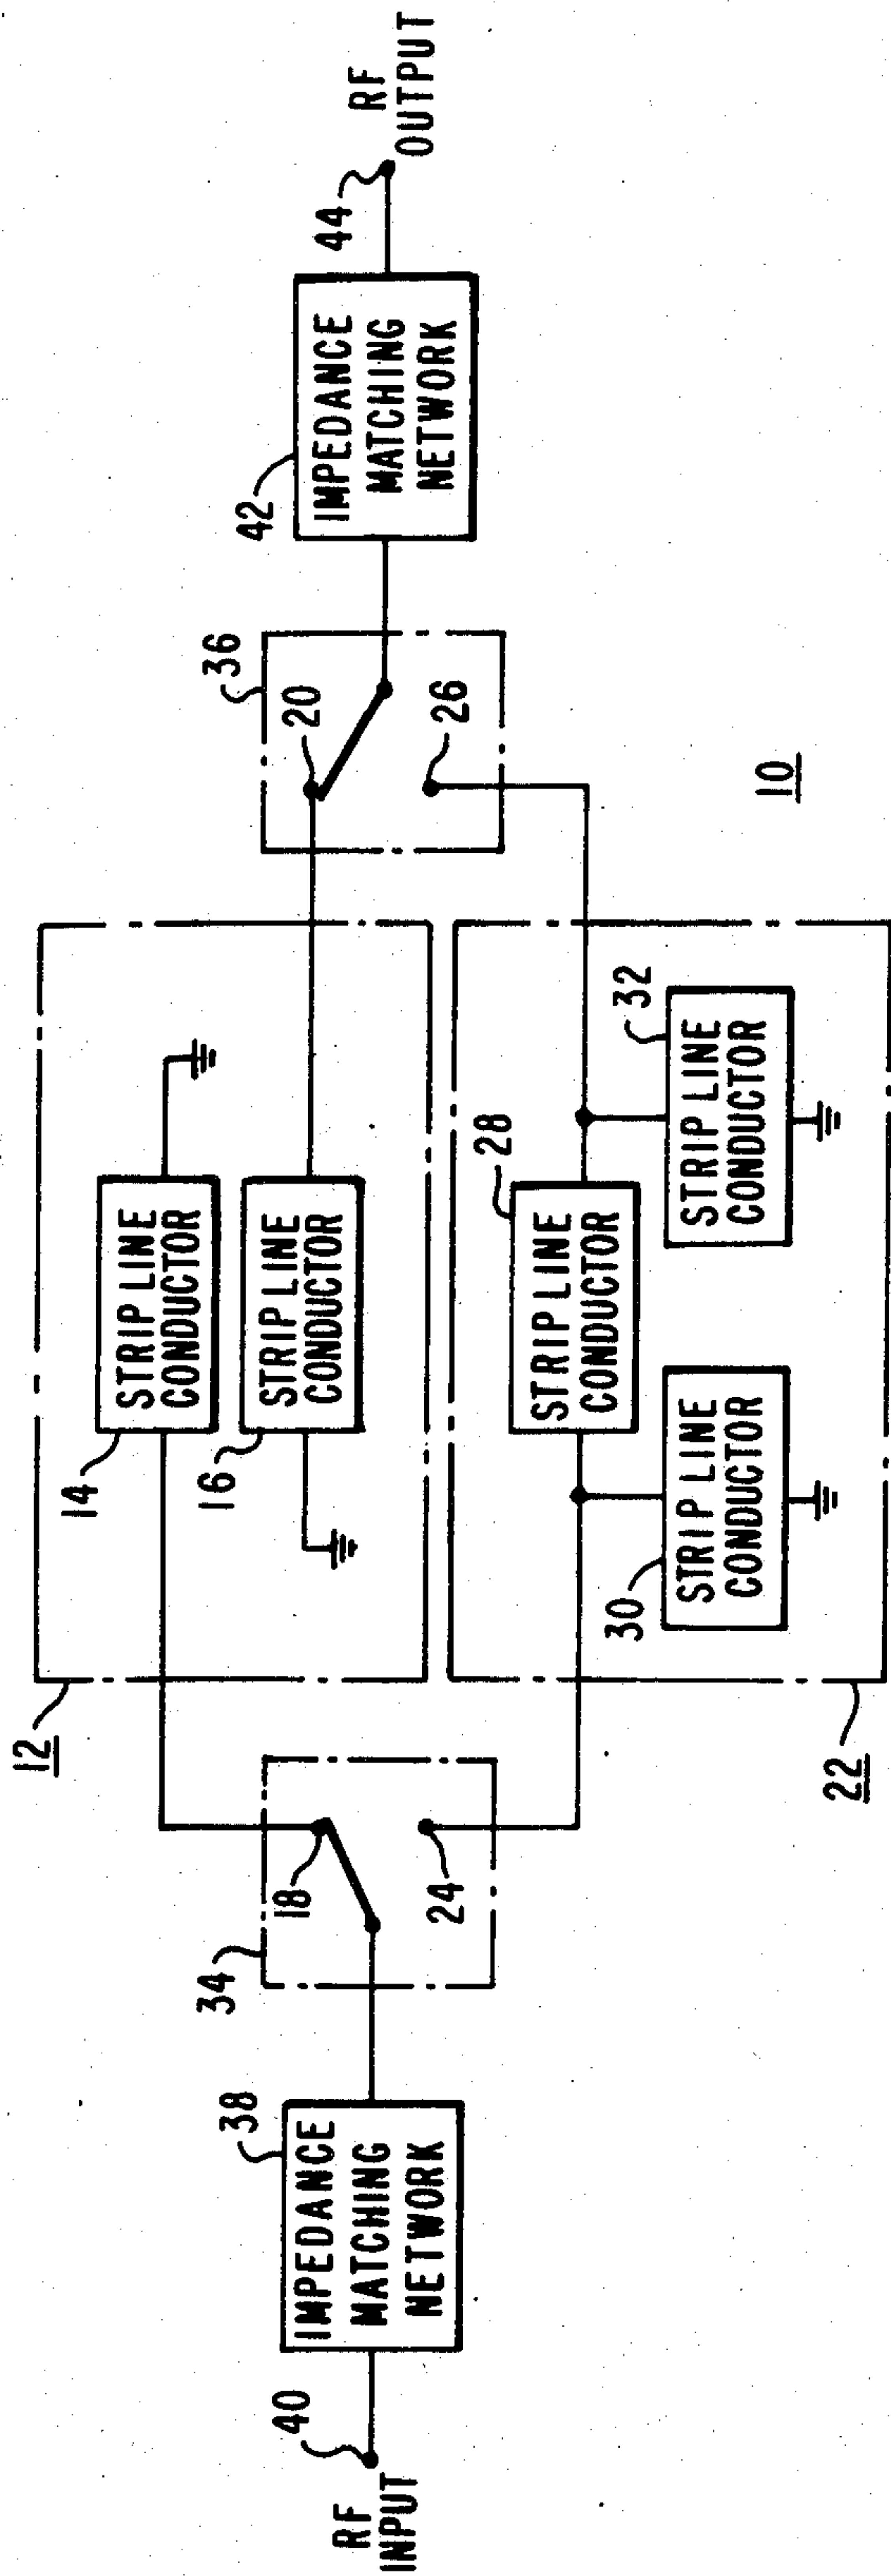 RF
INPUT
40
38
IMPEDANCE
MATCHING
NETWORK
34
18
24
12
14
STRIP LINE
CONDUCTOR
16
STRIP LINE
CONDUCTOR
22
28
STRIP LINE
CONDUCTOR
30
STRIP LINE
CONDUCTOR
32
STRIP LINE
CONDUCTOR
36
20
26
42
IMPEDANCE
MATCHING
NETWORK
44
RF
OUTPUT
10